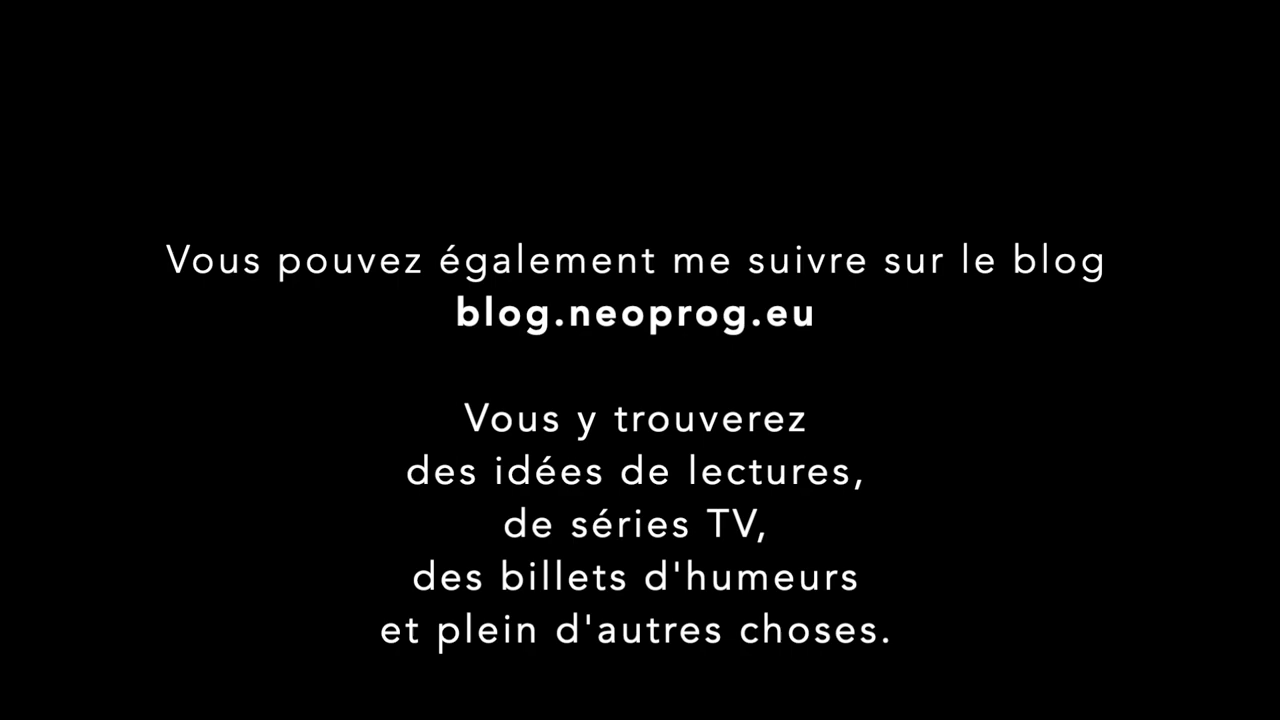 Vous pouvez également me suivre sur le blog
blog.neoprog.eu
Vous y trouverez
des idées de lectures,
de séries TV,
des billets d'humeurs
et plein d'autres choses.